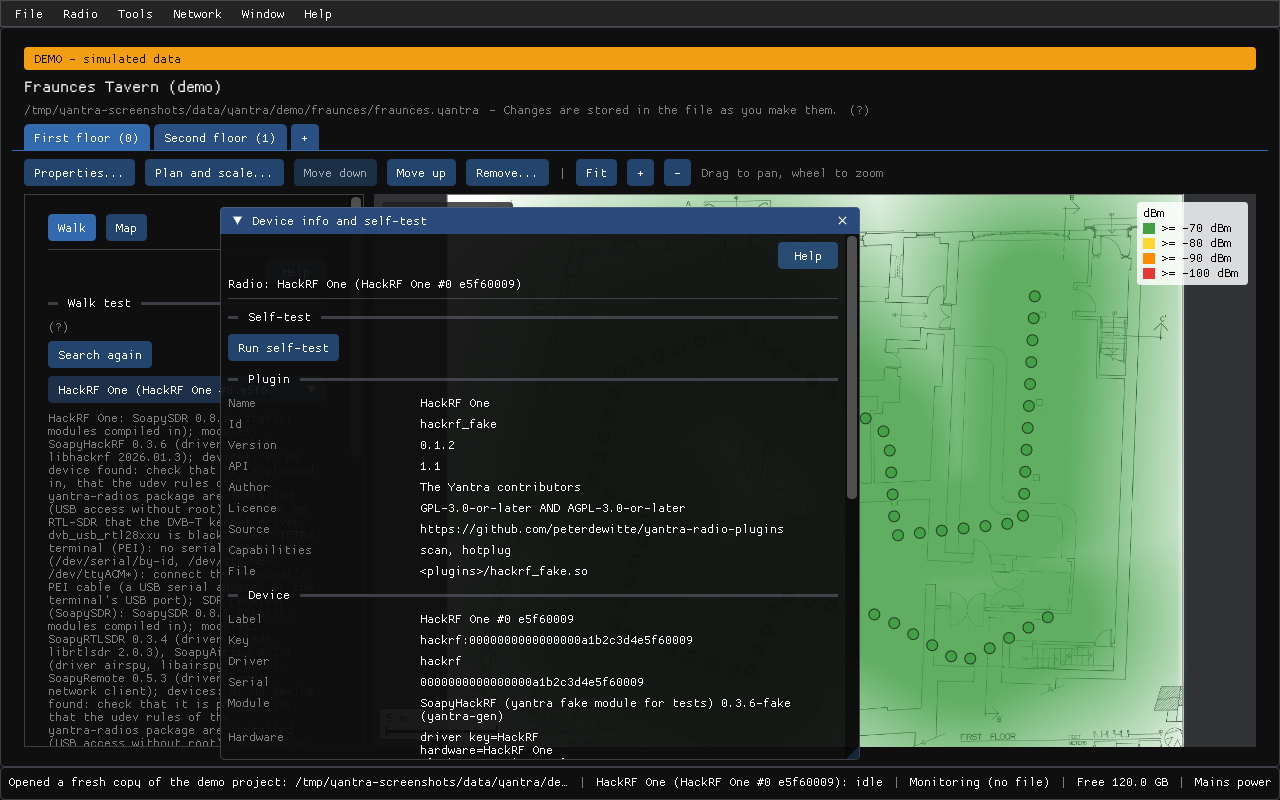 File Radio Tools Network Window Help
DEMO - simulated data
Fraunces Tavern (demo)
/tmp/yantra-screenshots/data/yantra/demo/fraunces/fraunces.yantra - Changes are stored in the file as you make them. (?)
First floor (0) Second floor (1) +
Properties... Plan and scale... Move down Move up Remove... | Fit + - Drag to pan, wheel to zoom
Walk Map
Help
Walk test
(?)
Search again
HackRF One (HackRF One
HackRF One: SoapySDR 0.8.
modules compiled in); mod
SoapyHackRF 0.3.6 (driver
libhackrf 2026.01.3); dev
device found: check that plugged
in, that the udev rules o
yantra-radios package are installed
(USB access without root)
RTL-SDR that the DVB-T ke
dvb_usb_rtl28xxu is black TETRA
terminal (PEI): no serial
(/dev/serial/by-id, /dev/
/dev/ttyACM*): connect the terminal's
PEI cable (a USB serial
terminal's USB port); SDR
(SoapySDR): SoapySDR 0.8.
modules compiled in); mod
SoapyRTLSDR 0.3.4 (driver
librtlsdr 2.0.3), SoapyAi
(driver airspy, libairspy
SoapyRemote 0.5.3 (driver
network client); devices: no device
found: check that it is plugged in,
that the udev rules of the
yantra-radios package are
(USB access without root)
Device info and self-test
Help
Radio: HackRF One (HackRF One #0 e5f60009)
Self-test
Run self-test
Plugin
Name HackRF One
Id hackrf_fake
Version 0.1.2
API 1.1
Author The Yantra contributors
Licence GPL-3.0-or-later AND AGPL-3.0-or-later
Source https://github.com/peterdewitte/yantra-radio-plugins
Capabilities scan, hotplug
File <plugins>/hackrf_fake.so
Device
Label HackRF One #0 e5f60009
Key hackrf:0000000000000000a1b2c3d4e5f60009
Driver hackrf
Serial 0000000000000000a1b2c3d4e5f60009
Module SoapyHackRF (yantra fake module for tests) 0.3.6-fake
(yantra-gen)
Hardware driver key=HackRF
hardware=HackRF One
dBm
>= -70 dBm
>= -80 dBm
>= -90 dBm
>= -100 dBm
5 m
FIRST FLOOR
FEET
METERS
Opened a fresh copy of the demo project: /tmp/yantra-screenshots/data/yantra/de… | HackRF One (HackRF One #0 e5f60009): idle | Monitoring (no file) | Free 120.0 GB | Mains power